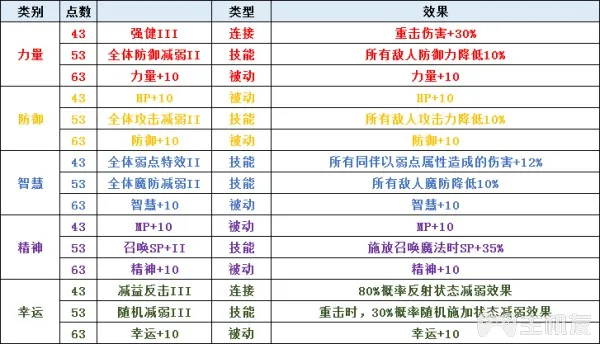 类别 点数 类型 效果
力量 43 强健III 连接 重击伤害+30%
53 全体防御减弱II 技能 所有敌人防御力降低10%
63 力量+10 被动 力量+10
防御 43 HP+10 被动 HP+10
53 全体攻击减弱II 技能 所有敌人攻击力降低10%
63 防御+10 被动 防御+10
智慧 43 全体弱点特效II 技能 所有同伴以弱点属性造成的伤害+12%
53 全体魔防减弱II 技能 所有敌人魔防降低10%
63 智慧+10 被动 智慧+10
精神 43 MP+10 被动 MP+10
53 召唤SP+II 技能 施放召唤魔法时SP+35%
63 精神+10 被动 精神+10
幸运 43 减益反击III 连接 80%概率反射状态减弱效果
53 随机减弱III 技能 重击时，30%概率随机施加状态减弱效果
63 幸运+10 被动 幸运+10
主机友